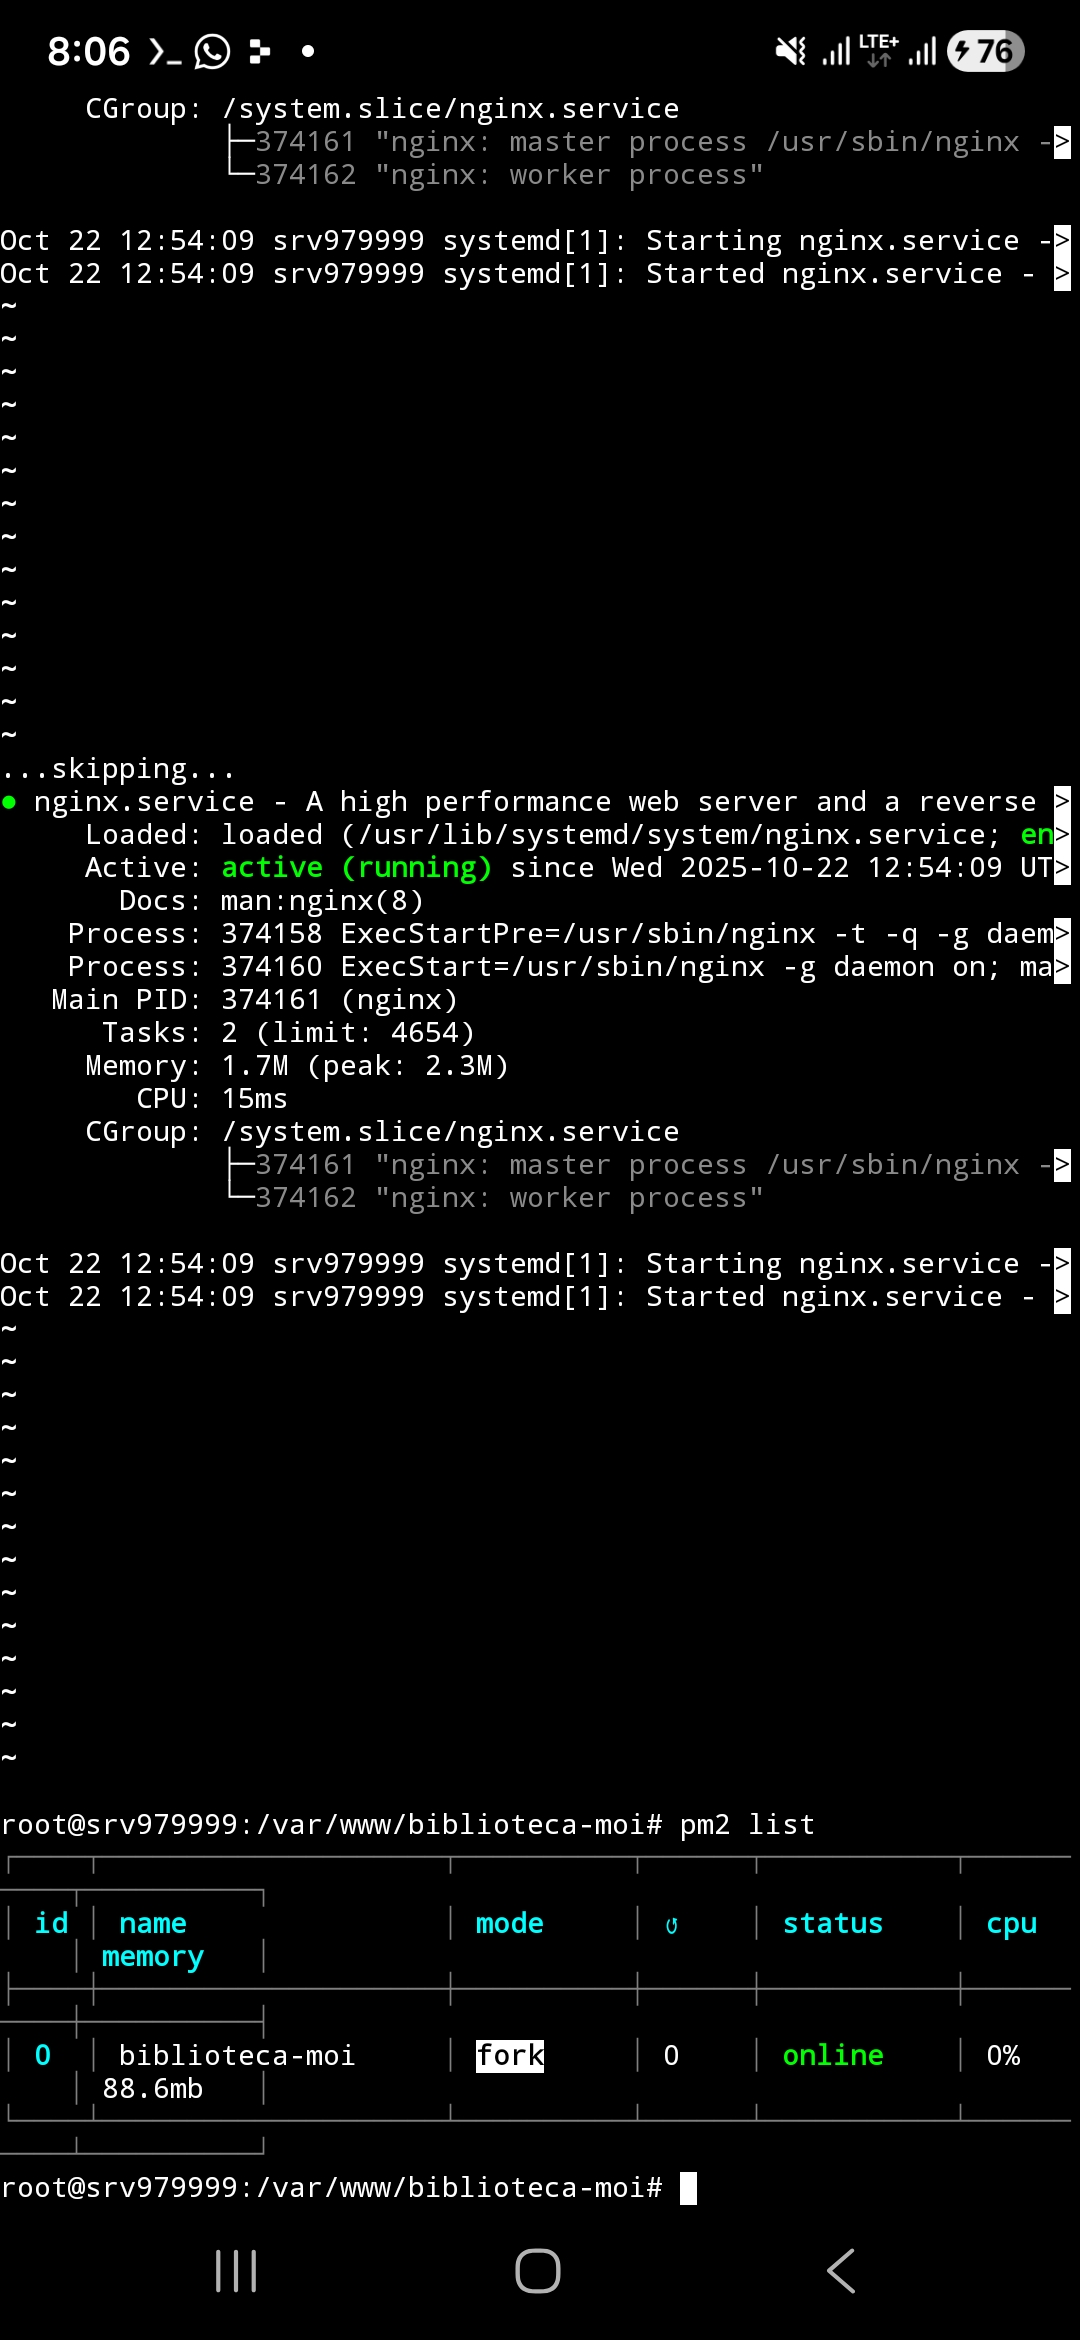 8:06 LTE+ 76
CGroup: /system.slice/nginx.service
├─374161 "nginx: master process /usr/sbin/nginx ->
└─374162 "nginx: worker process"
Oct 22 12:54:09 srv979999 systemd[1]: Starting nginx.service ->
Oct 22 12:54:09 srv979999 systemd[1]: Started nginx.service - >
~
~
~
~
~
~
~
~
~
~
~
~
~
~
...skipping...
● nginx.service - A high performance web server and a reverse >
Loaded: loaded (/usr/lib/systemd/system/nginx.service; en>
Active: active (running) since Wed 2025-10-22 12:54:09 UT>
Docs: man:nginx(8)
Process: 374158 ExecStartPre=/usr/sbin/nginx -t -q -g daem>
Process: 374160 ExecStart=/usr/sbin/nginx -g daemon on; ma>
Main PID: 374161 (nginx)
Tasks: 2 (limit: 4654)
Memory: 1.7M (peak: 2.3M)
CPU: 15ms
CGroup: /system.slice/nginx.service
├─374161 "nginx: master process /usr/sbin/nginx ->
└─374162 "nginx: worker process"
Oct 22 12:54:09 srv979999 systemd[1]: Starting nginx.service ->
Oct 22 12:54:09 srv979999 systemd[1]: Started nginx.service - >
~
~
~
~
~
~
~
~
~
~
~
~
~
~
root@srv979999:/var/www/biblioteca-moi# pm2 list
│ id │ name │ mode │ ↺ │ status │ cpu
│ memory │
│ 0 │ biblioteca-moi │ fork │ 0 │ online │ 0%
│ 88.6mb │
root@srv979999:/var/www/biblioteca-moi#